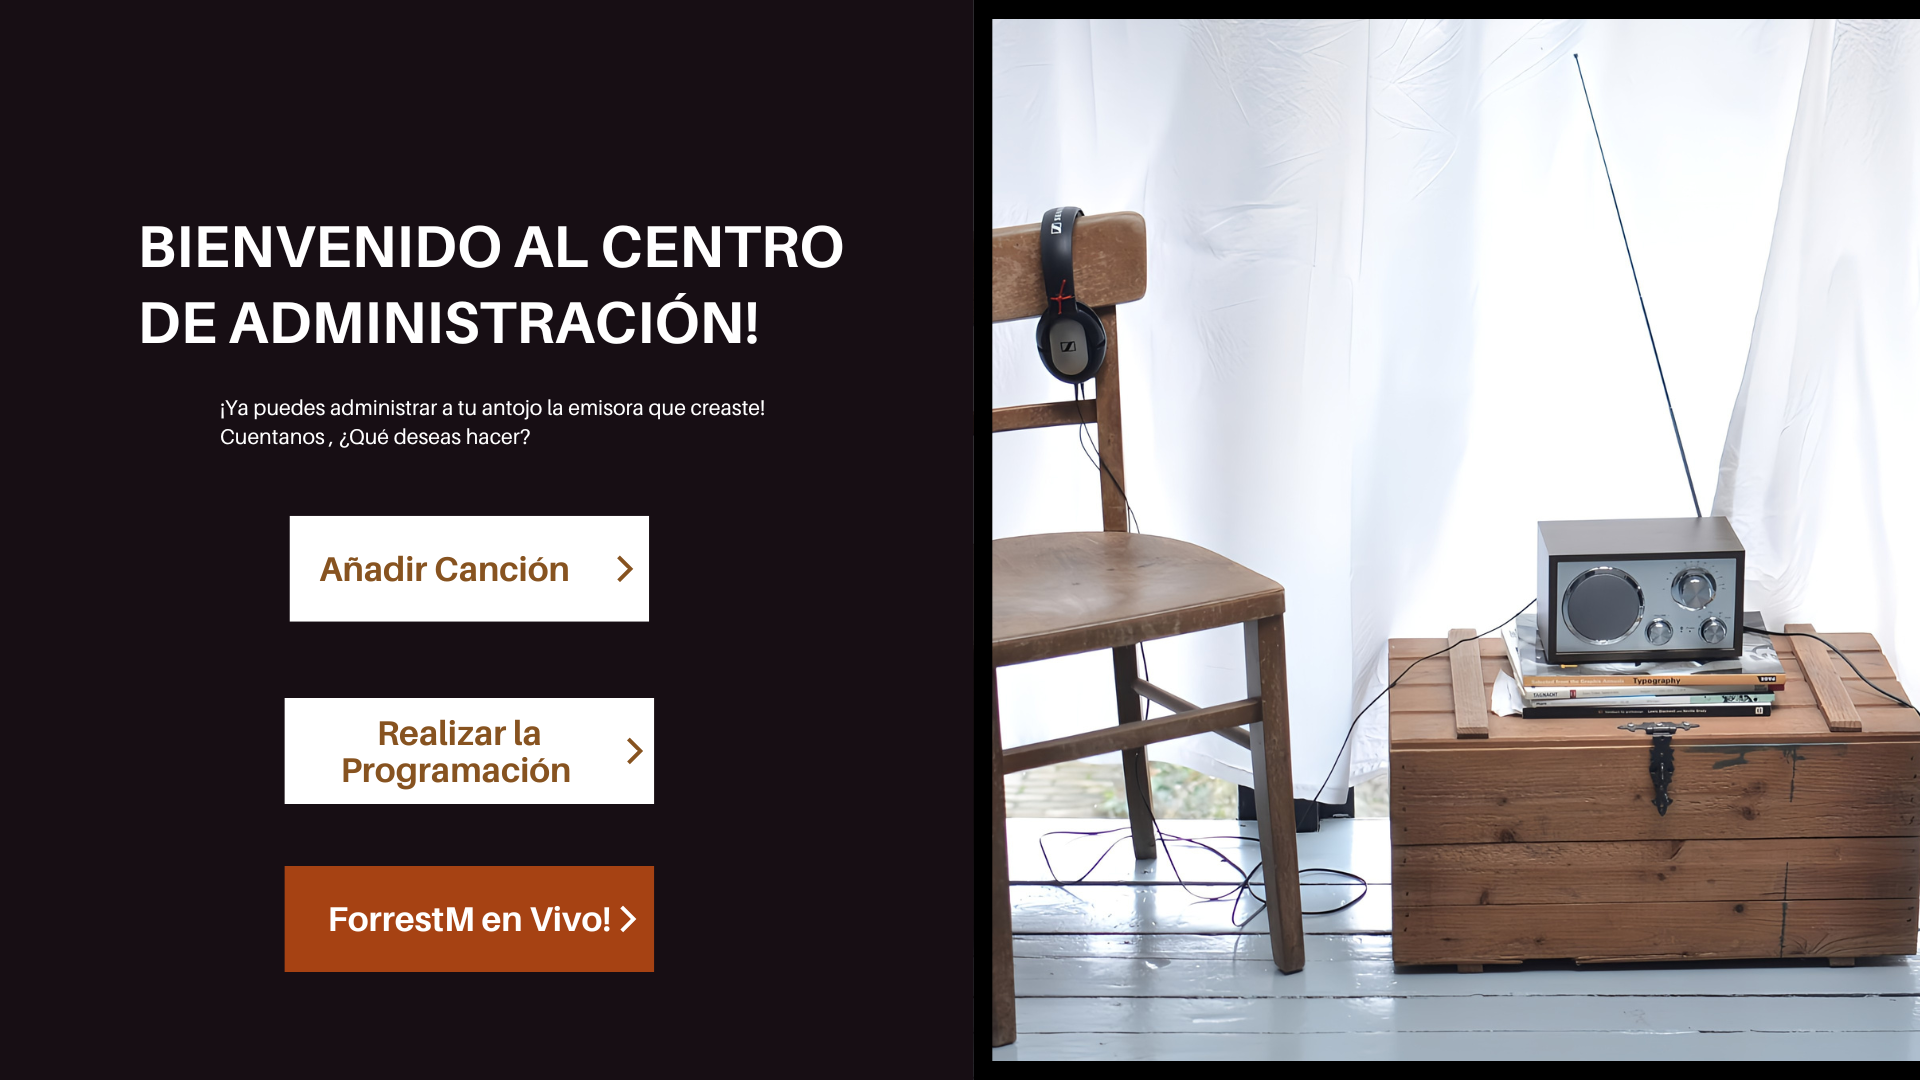 BIENVENIDO AL CENTRO
DE ADMINISTRACIÓN!
¡Ya puedes administrar a tu antojo la emisora que creaste!
Cuentanos , ¿Qué deseas hacer?
Añadir Canción
Realizar la
Programación
ForrestM en Vivo!
Typography